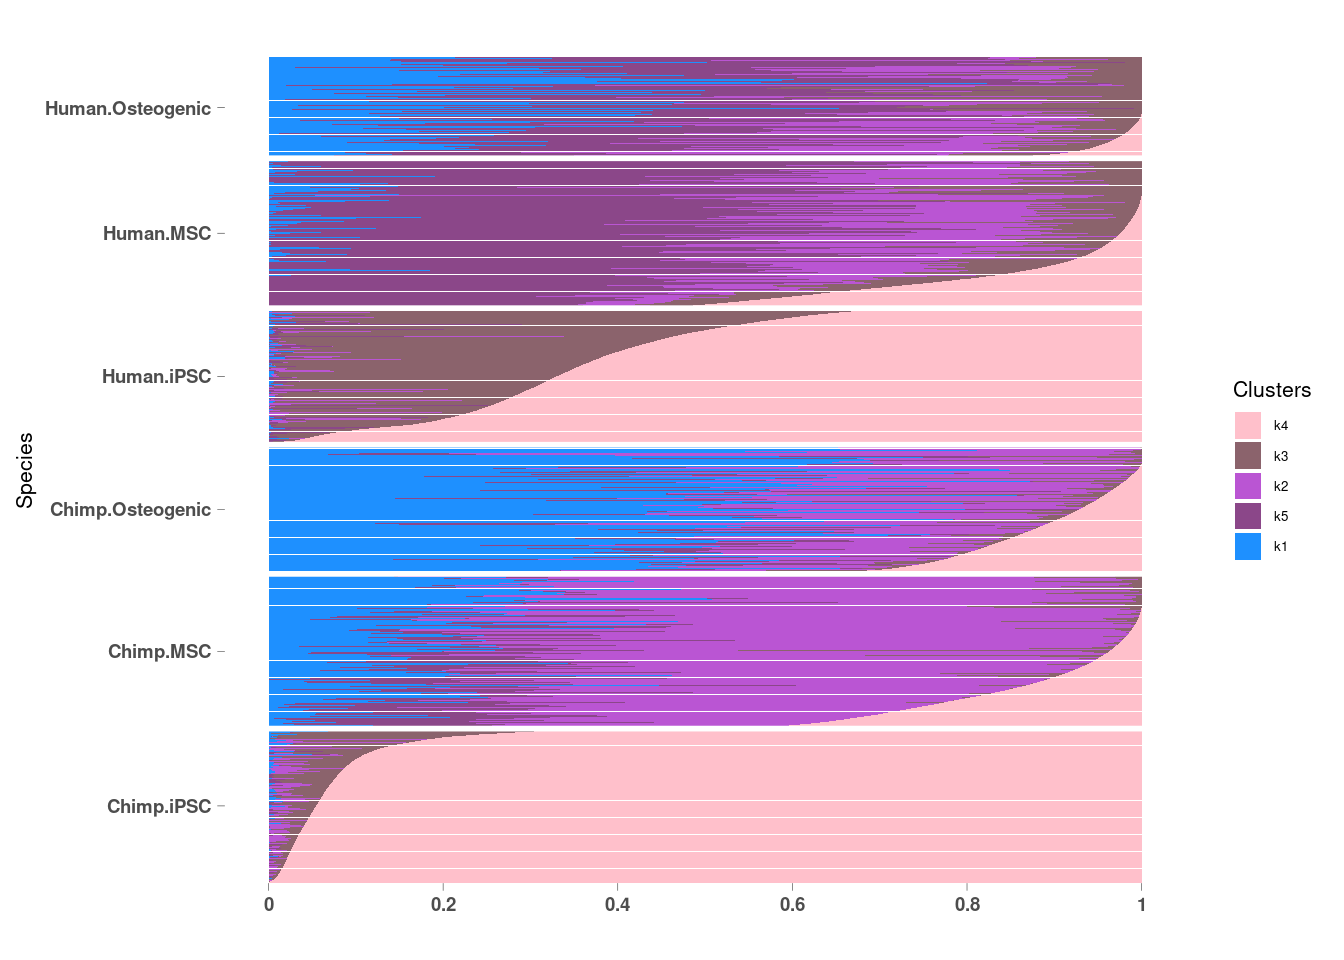 Human.Osteogenic
Human.MSC
Human.iPSC
Chimp.Osteogenic
Chimp.MSC
Chimp.iPSC
Species
0 0.2 0.4 0.6 0.8 1
Clusters
k4
k3
k2
k5
k1